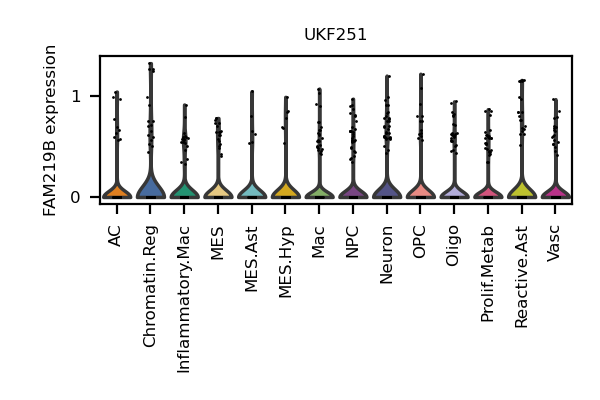 UKF251
FAM219B expression
1
0
AC
Chromatin.Reg
Inflammatory.Mac
MES
MES.Ast
MES.Hyp
Mac
NPC
Neuron
OPC
Oligo
Prolif.Metab
Reactive.Ast
Vasc